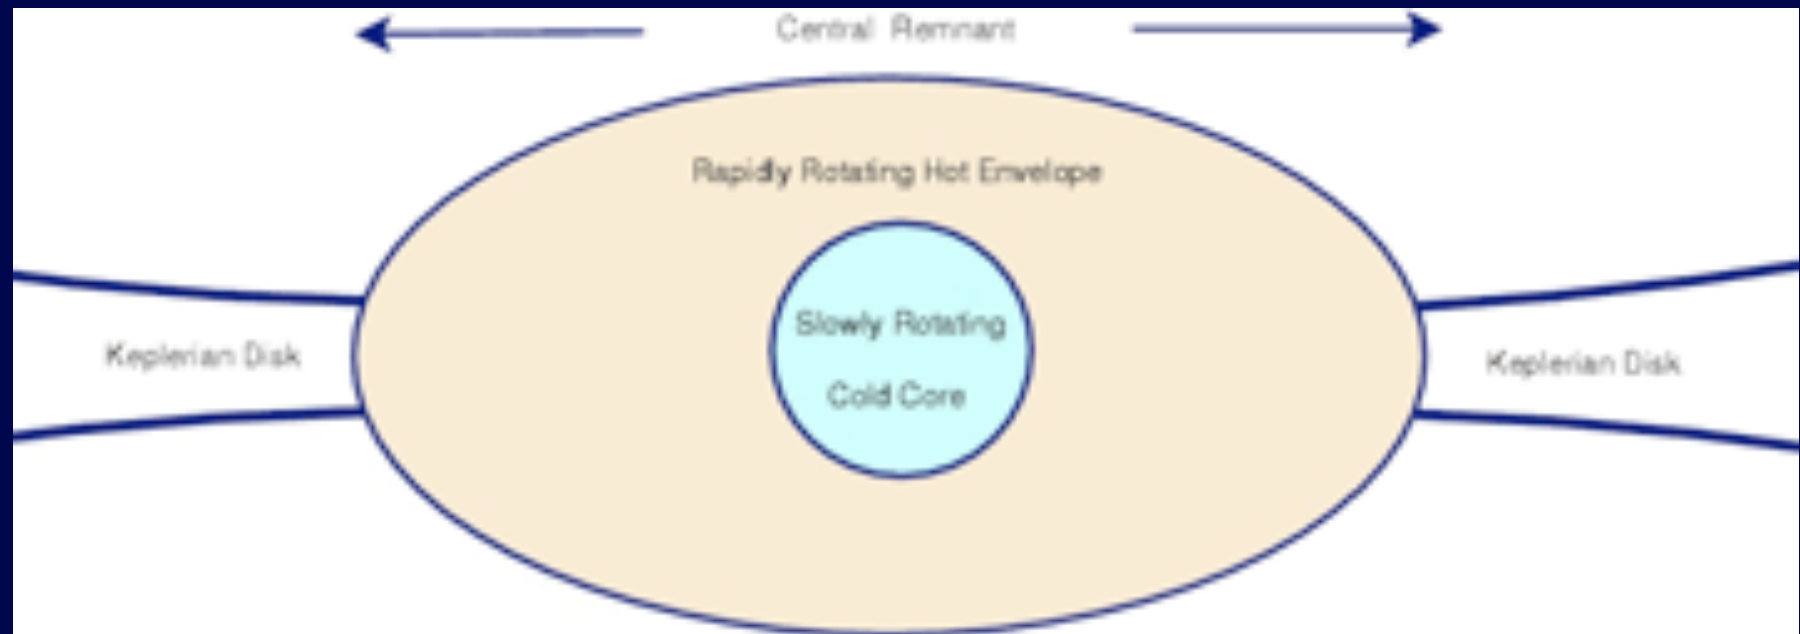 Central Remnant
Rapidly Rotating Hot Envelope
Slowly Rotating
Cold Core
Keplerian Disk
Keplerian Disk